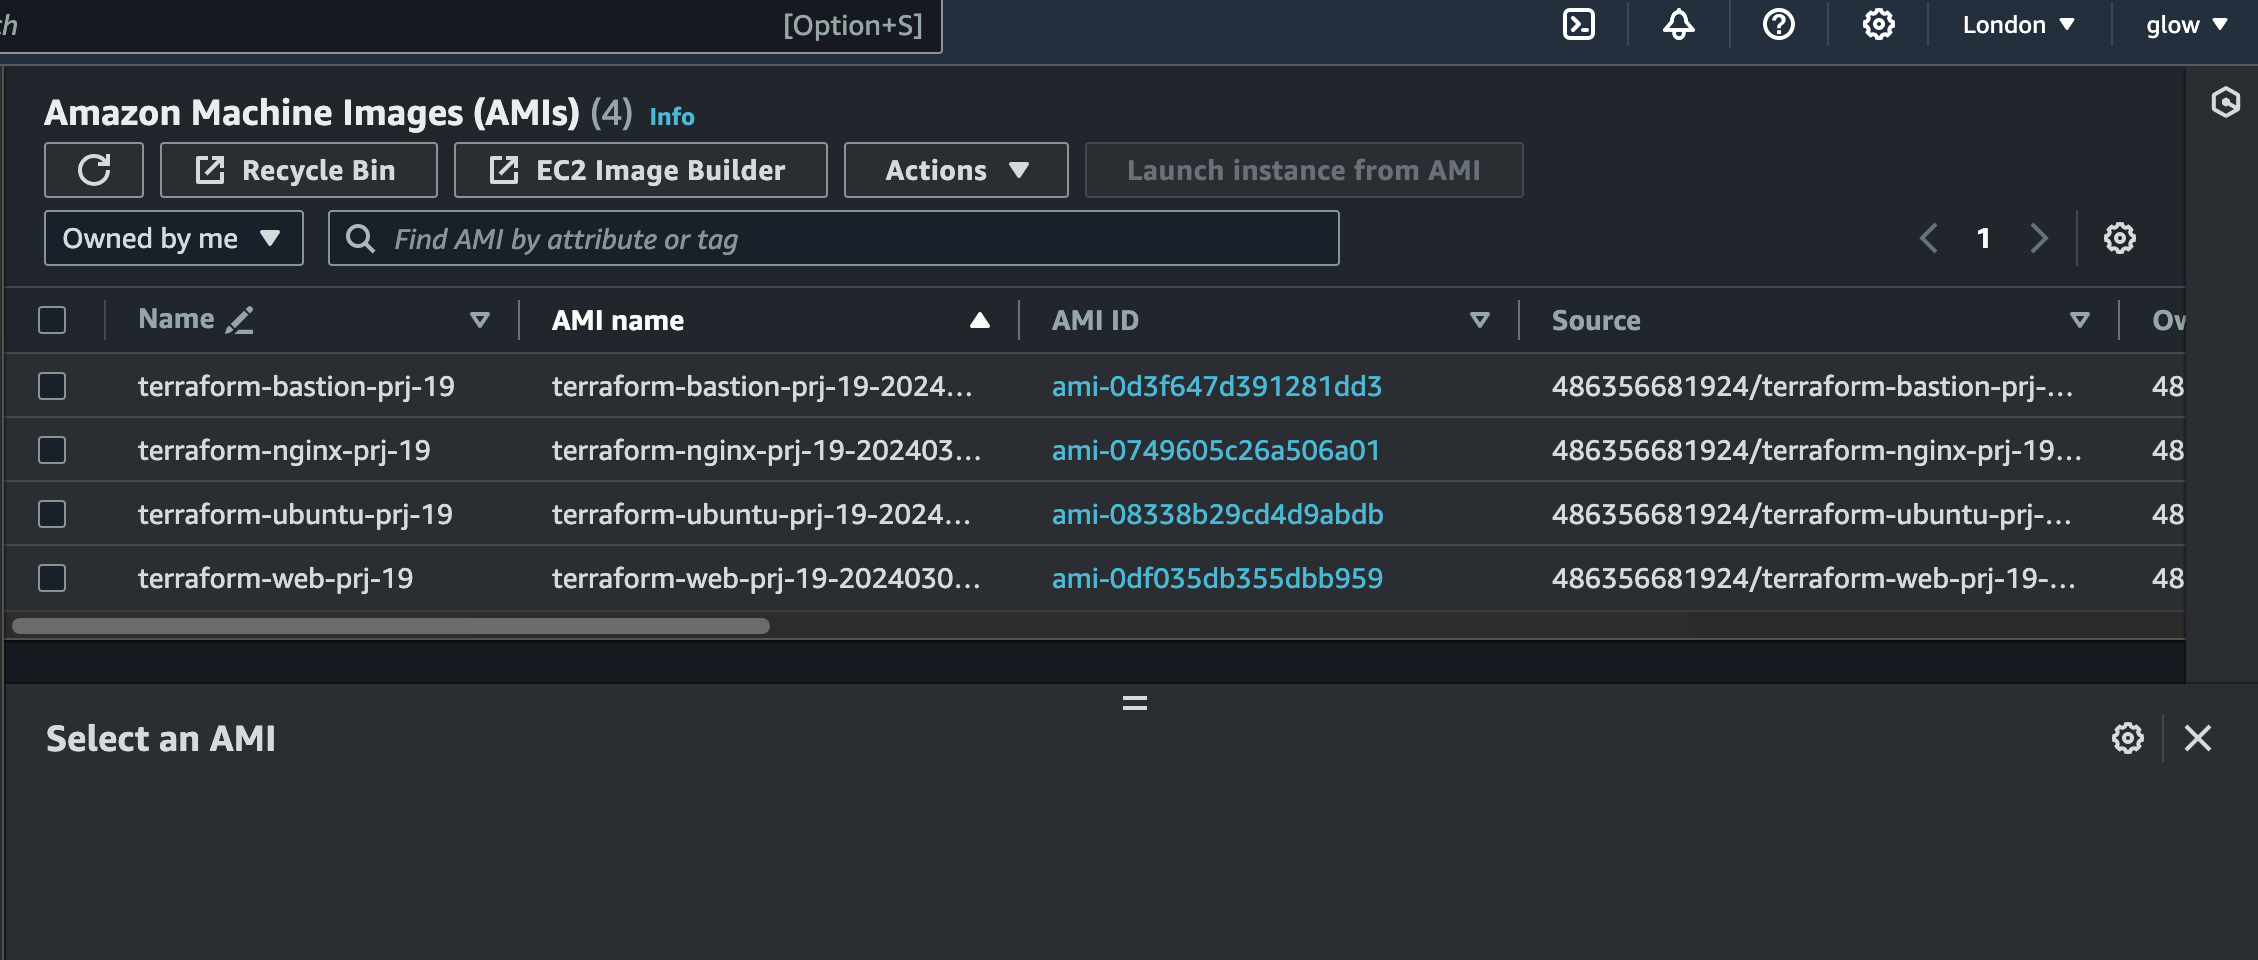 [Option+S] London glow
Amazon Machine Images (AMIs) (4) Info
Recycle Bin EC2 Image Builder Actions Launch instance from AMI
Owned by me Find AMI by attribute or tag 1
Name AMI name AMI ID Source
terraform-bastion-prj-19 terraform-bastion-prj-19-2024... ami-0d3f647d391281dd3 486356681924/terraform-bastion-prj-... 48
terraform-nginx-prj-19 terraform-nginx-prj-19-202403... ami-0749605c26a506a01 486356681924/terraform-nginx-prj-19... 48
terraform-ubuntu-prj-19 terraform-ubuntu-prj-19-2024... ami-08338b29cd4d9abdb 486356681924/terraform-ubuntu-prj-... 48
terraform-web-prj-19 terraform-web-prj-19-2024030... ami-0df035db355dbb959 486356681924/terraform-web-prj-19-... 48
Select an AMI